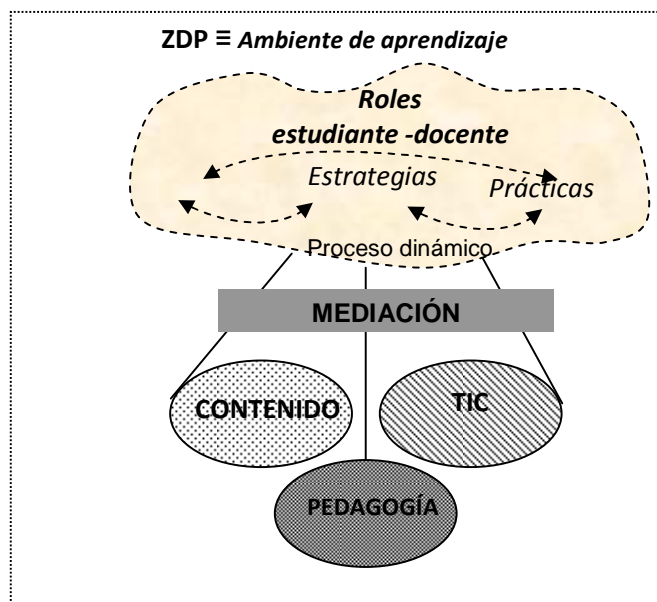 ZDP ≡ Ambiente de aprendizaje
Roles
estudiante -docente
Estrategias
Prácticas
Proceso dinámico
MEDIACIÓN
CONTENIDO
TIC
PEDAGOGÍA